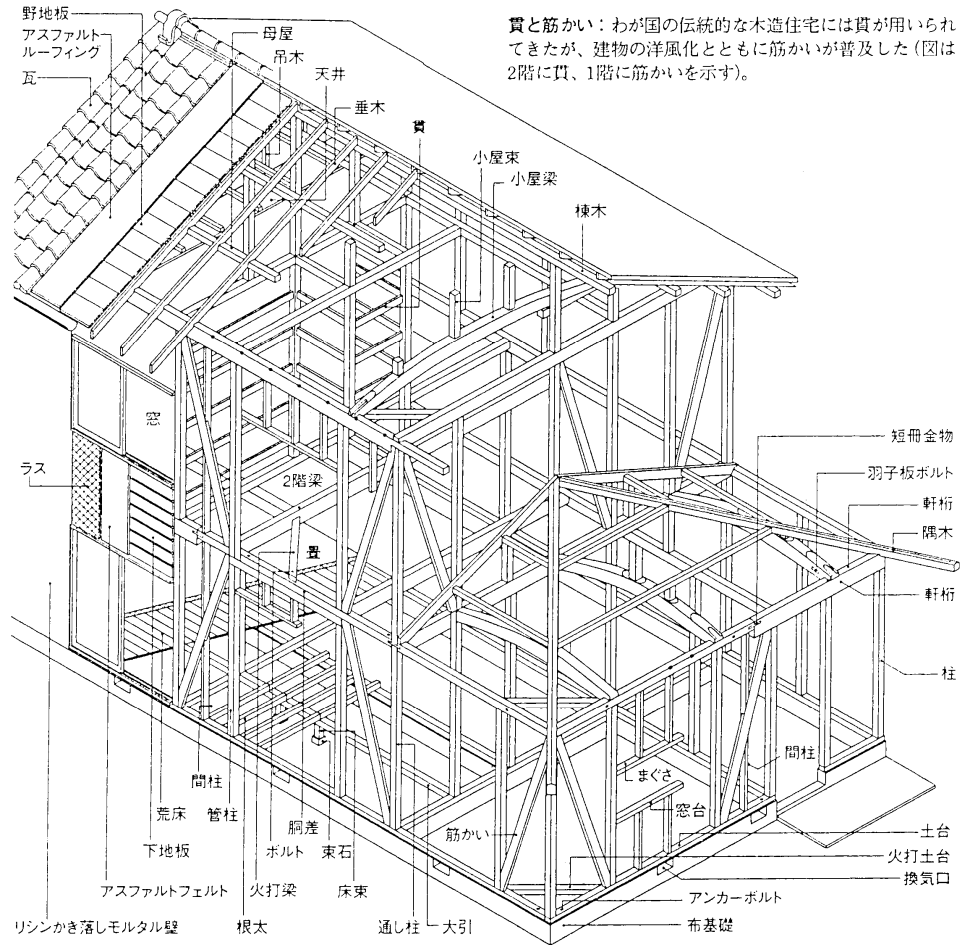 貫と筋かい：わが国の伝統的な木造住宅には貫が用いられ
てきたが、建物の洋風化とともに筋かいが普及した（図は
2階に貫、1階に筋かいを示す）。
野地板
アスファルト
ルーフィング
瓦
母屋
吊木
天井
垂木
貫
小屋束
小屋梁
棟木
窓
ラス
2階梁
畳
短冊金物
羽子板ボルト
軒桁
隅木
軒桁
柱
間柱
まぐさ
窓台
筋かい
土台
火打土台
換気口
アンカーボルト
布基礎
間柱
荒床
管柱
胴差
下地板
ボルト
束石
アスファルトフェルト
火打梁
床束
リシンかき落しモルタル壁
根太
通し柱
大引